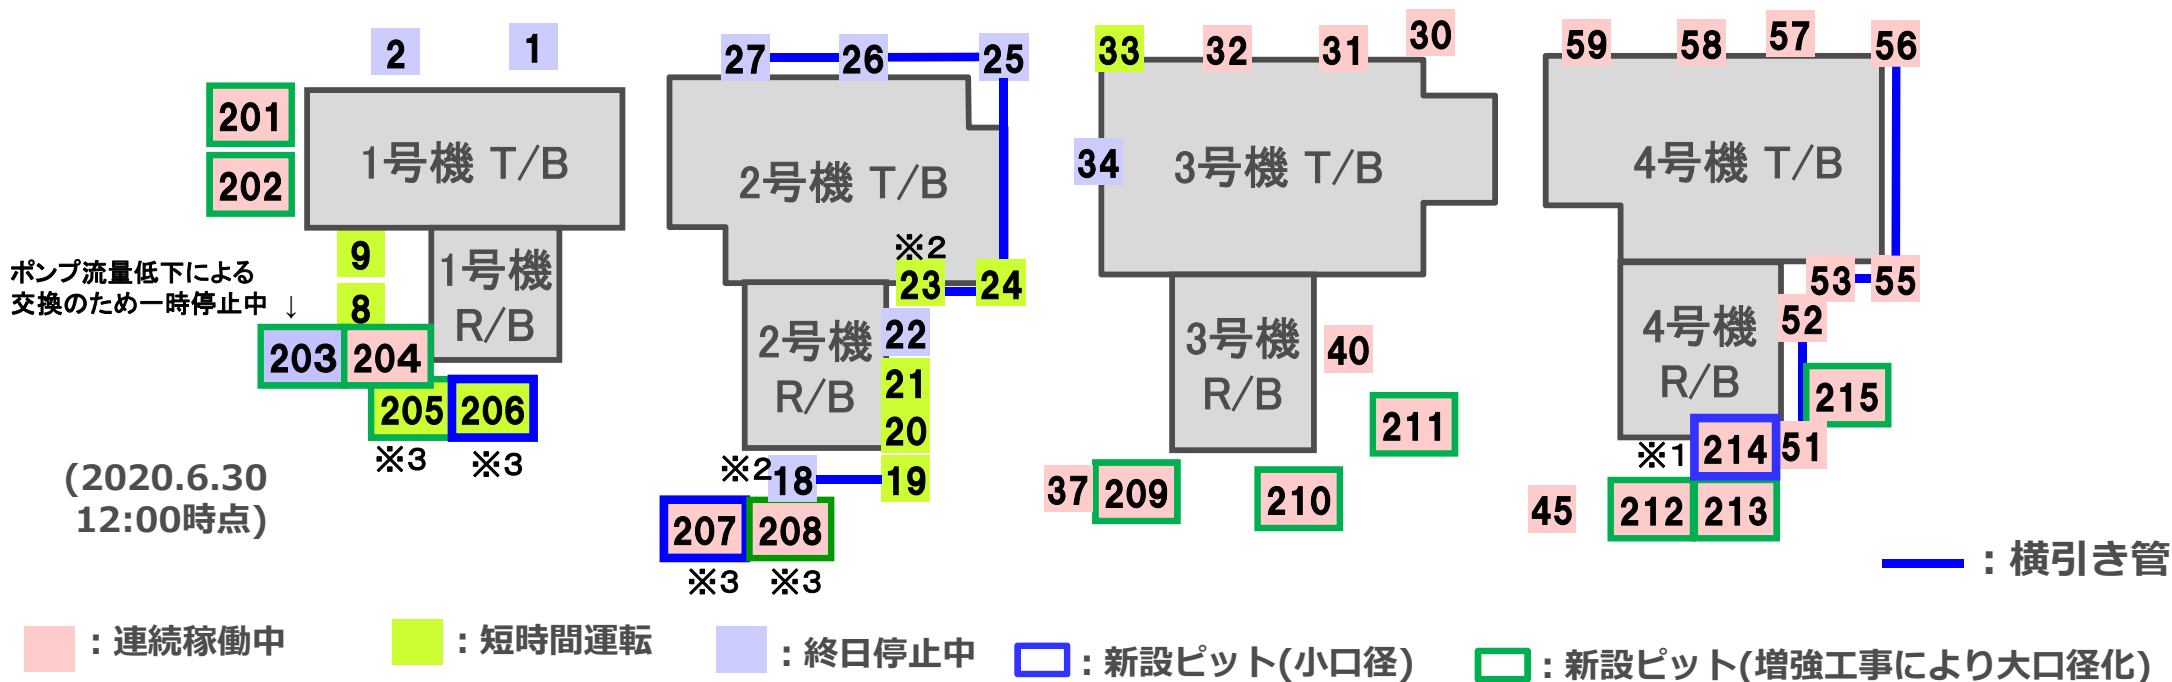 2
1
201
202
1号機 T/B
9
8
1号機
R/B
ポンプ流量低下による
交換のため一時停止中 ↓
203
204
205
206
※3
※3
(2020.6.30
12:00時点)
27
26
25
2号機 T/B
※2
23
24
2号機
R/B
22
21
20
※2
18
19
207
208
※3
※3
33
32
31
30
34
3号機 T/B
3号機
R/B
40
211
37
209
210
59
58
57
56
4号機 T/B
53
55
52
4号機
R/B
215
※1
214
51
45
212
213
：横引き管
：連続稼働中
：短時間運転
：終日停止中
：新設ピット(小口径)
：新設ピット(増強工事により大口径化)